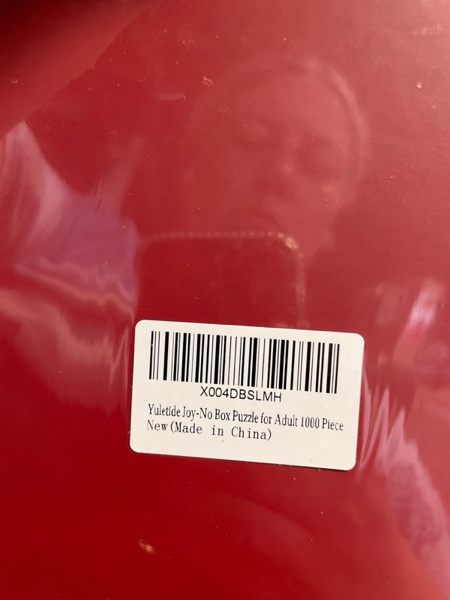 X004DBSLMH
Yuletide Joy-No Box Puzzle for Adult 1000 Piece
New (Made in China)